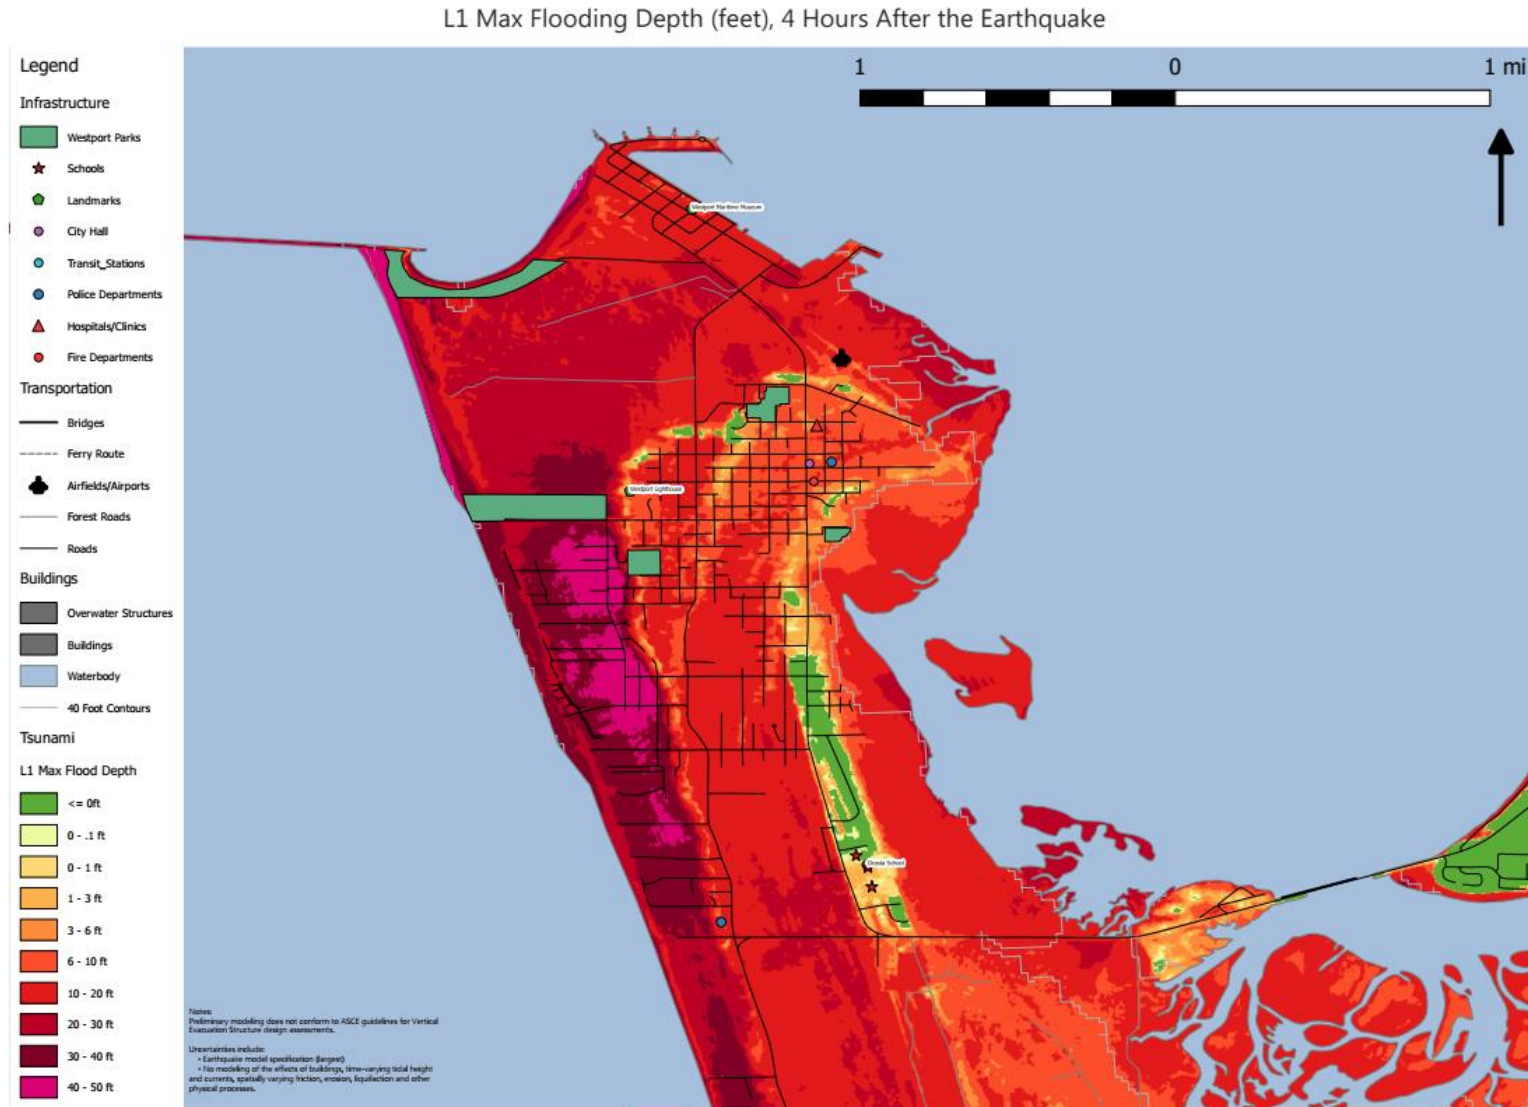 L1 Max Flooding Depth (feet), 4 Hours After the Earthquake
Legend
Infrastructure
Westport Parks
Schools
Landmarks
City Hall
Transit_Stations
Police Departments
Hospitals/Clinics
Fire Departments
Transportation
Bridges
Ferry Route
Airfields/Airports
Forest Roads
Roads
Buildings
Overwater Structures
Buildings
Waterbody
40 Foot Contours
Tsunami
L1 Max Flood Depth
<= 0ft
0 - .1 ft
0 - 1 ft
1 - 3 ft
3 - 6 ft
6 - 10 ft
10 - 20 ft
20 - 30 ft
30 - 40 ft
40 - 50 ft
1 0 1 mi
Westport Maritime Museum
Westport Lighthouse
Ocosta School
Notes:
Preliminary modeling does not conform to ASCE guidelines for Vertical
Evacuation Structure design assessments.
Uncertainties include:
• Earthquake model specification (largest)
• No modeling of the effects of buildings, time-varying tidal height
and currents, spatially varying friction, erosion, liquefaction and other
physical processes.